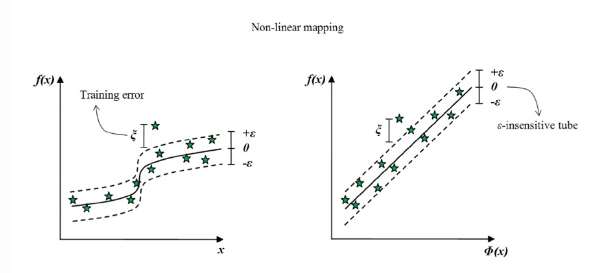 Non-linear mapping
f(x)
Training error
ξ
+ε
0
-ε
x
f(x)
ξ
+ε
0
-ε
ε-insensitive tube
Φ(x)